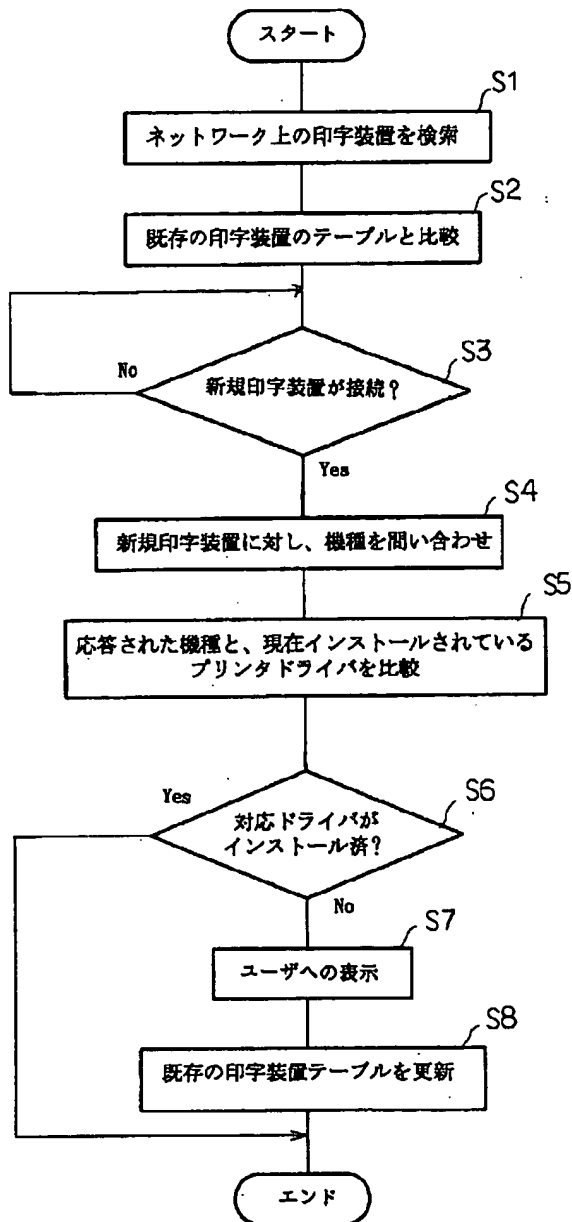 スタート
S1
ネットワーク上の印字装置を検索
S2
既存の印字装置のテーブルと比較
S3
新規印字装置が接続?
No
Yes
S4
新規印字装置に対し、機種を問い合わせ
S5
応答された機種と、現在インストールされている
プリンタドライバを比較
Yes
S6
対応ドライバが
インストール済?
No
S7
ユーザへの表示
S8
既存の印字装置テーブルを更新
エンド